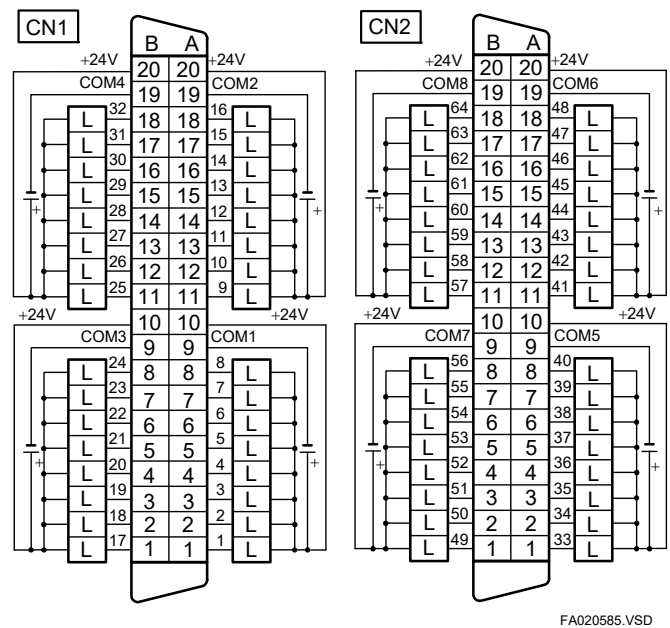 CN1
B A
+24V 20 20 +24V
COM4 19 19 COM2
L 32 18 18 16 L
L 31 17 17 15 L
L 30 16 16 14 L
L 29 15 15 13 L
L 28 14 14 12 L
L 27 13 13 11 L
L 26 12 12 10 L
L 25 11 11 9 L
+24V 10 10 +24V
COM3 9 9 COM1
L 24 8 8 8 L
L 23 7 7 7 L
L 22 6 6 6 L
L 21 5 5 5 L
+ L 20 4 4 4 L +
L 19 3 3 3 L
L 18 2 2 2 L
L 17 1 1 1 L
CN2
B A
+24V 20 20 +24V
COM8 19 19 COM6
L 64 18 18 48 L
L 63 17 17 47 L
L 62 16 16 46 L
L 61 15 15 45 L
+ L 60 14 14 44 L +
L 59 13 13 43 L
L 58 12 12 42 L
L 57 11 11 41 L
+24V 10 10 +24V
COM7 9 9 COM5
L 56 8 8 40 L
L 55 7 7 39 L
L 54 6 6 38 L
L 53 5 5 37 L
+ L 52 4 4 36 L +
L 51 3 3 35 L
L 50 2 2 34 L
L 49 1 1 33 L
FA020585.VSD